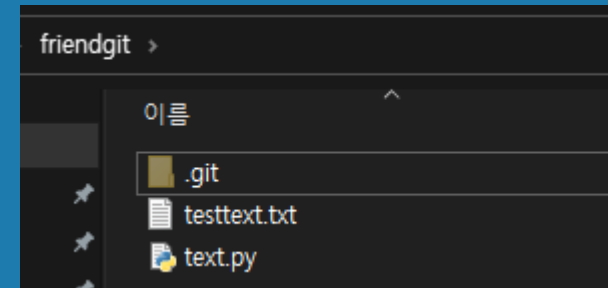 friendgit >
이름
.git
testtext.txt
text.py